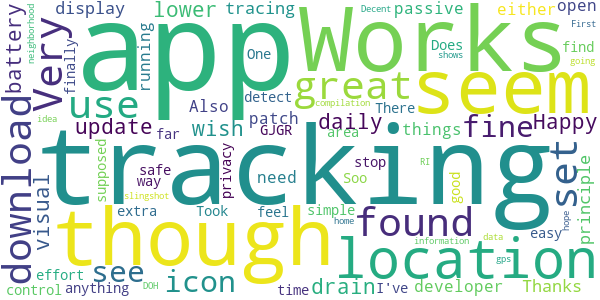 display
lower
tracing
passive
either
open
Decent
First
neighborhood
battery
Very
finally
running
app
Works
seem
One
Does
shows
find
going
great
detect
compilation
There
use
Also
patch
download
update
wish
GJGR
daily
things
fine
Happy
idea
far
area
supposed
tracking
set
principle
safe
way
privacy
need
stop
RI
Soo
good
visual
slingshot
extra
Took
feel
simple
home
found
easy
hope
though
location
see
icon
effort
DOH
information
gps
data
control
anything
time
drain
I've
developer
Thanks